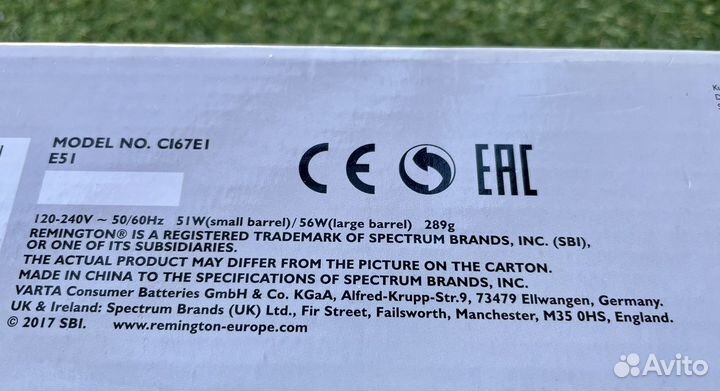 MODEL NO. CI67E1
E51
CE EAC
120-240V ~ 50/60Hz 51W(small barrel)/ 56W(large barrel) 289g
REMINGTON® IS A REGISTERED TRADEMARK OF SPECTRUM BRANDS, INC. (SBI),
OR ONE OF ITS SUBSIDIARIES.
THE ACTUAL PRODUCT MAY DIFFER FROM THE PICTURE ON THE CARTON.
MADE IN CHINA TO THE SPECIFICATIONS OF SPECTRUM BRANDS, INC.
VARTA Consumer Batteries GmbH & Co. KGaA, Alfred-Krupp-Str.9, 73479 Ellwangen, Germany.
UK & Ireland: Spectrum Brands (UK) Ltd., Fir Street, Failsworth, Manchester, M35 0HS, England.
© 2017 SBI. www.remington-europe.com
Avito